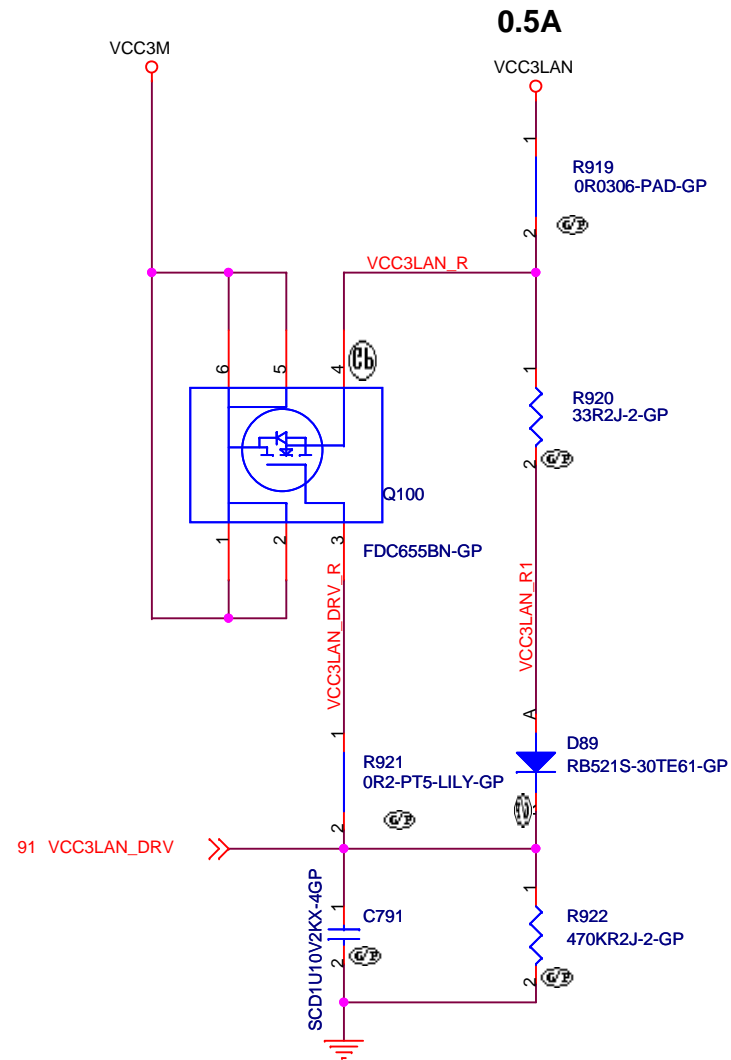 0.5A
VCC3M
VCC3LAN
1
R919
0R0306-PAD-GP
2
G/P
VCC3LAN_R
6
5
4
1
R920
33R2J-2-GP
2
G/P
Q100
1
2
3
FDC655BN-GP
VCC3LAN_DRV_R
VCC3LAN_R1
A
D89
RB521S-30TE61-GP
1
R921
0R2-PT5-LILY-GP
2
G/P
91 VCC3LAN_DRV
SCD1U10V2KX-4GP
1
C791
2
G/P
1
R922
470KR2J-2-GP
2
G/P